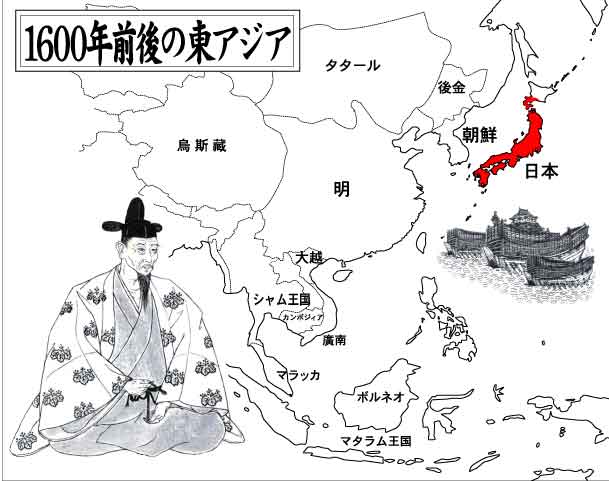 1600年前後の東アジア
タタール
後金
朝鮮
烏斯藏
日本
明
大越
シャム王国
カンボジィア
廣南
マラッカ
ボルネオ
マタラム王国